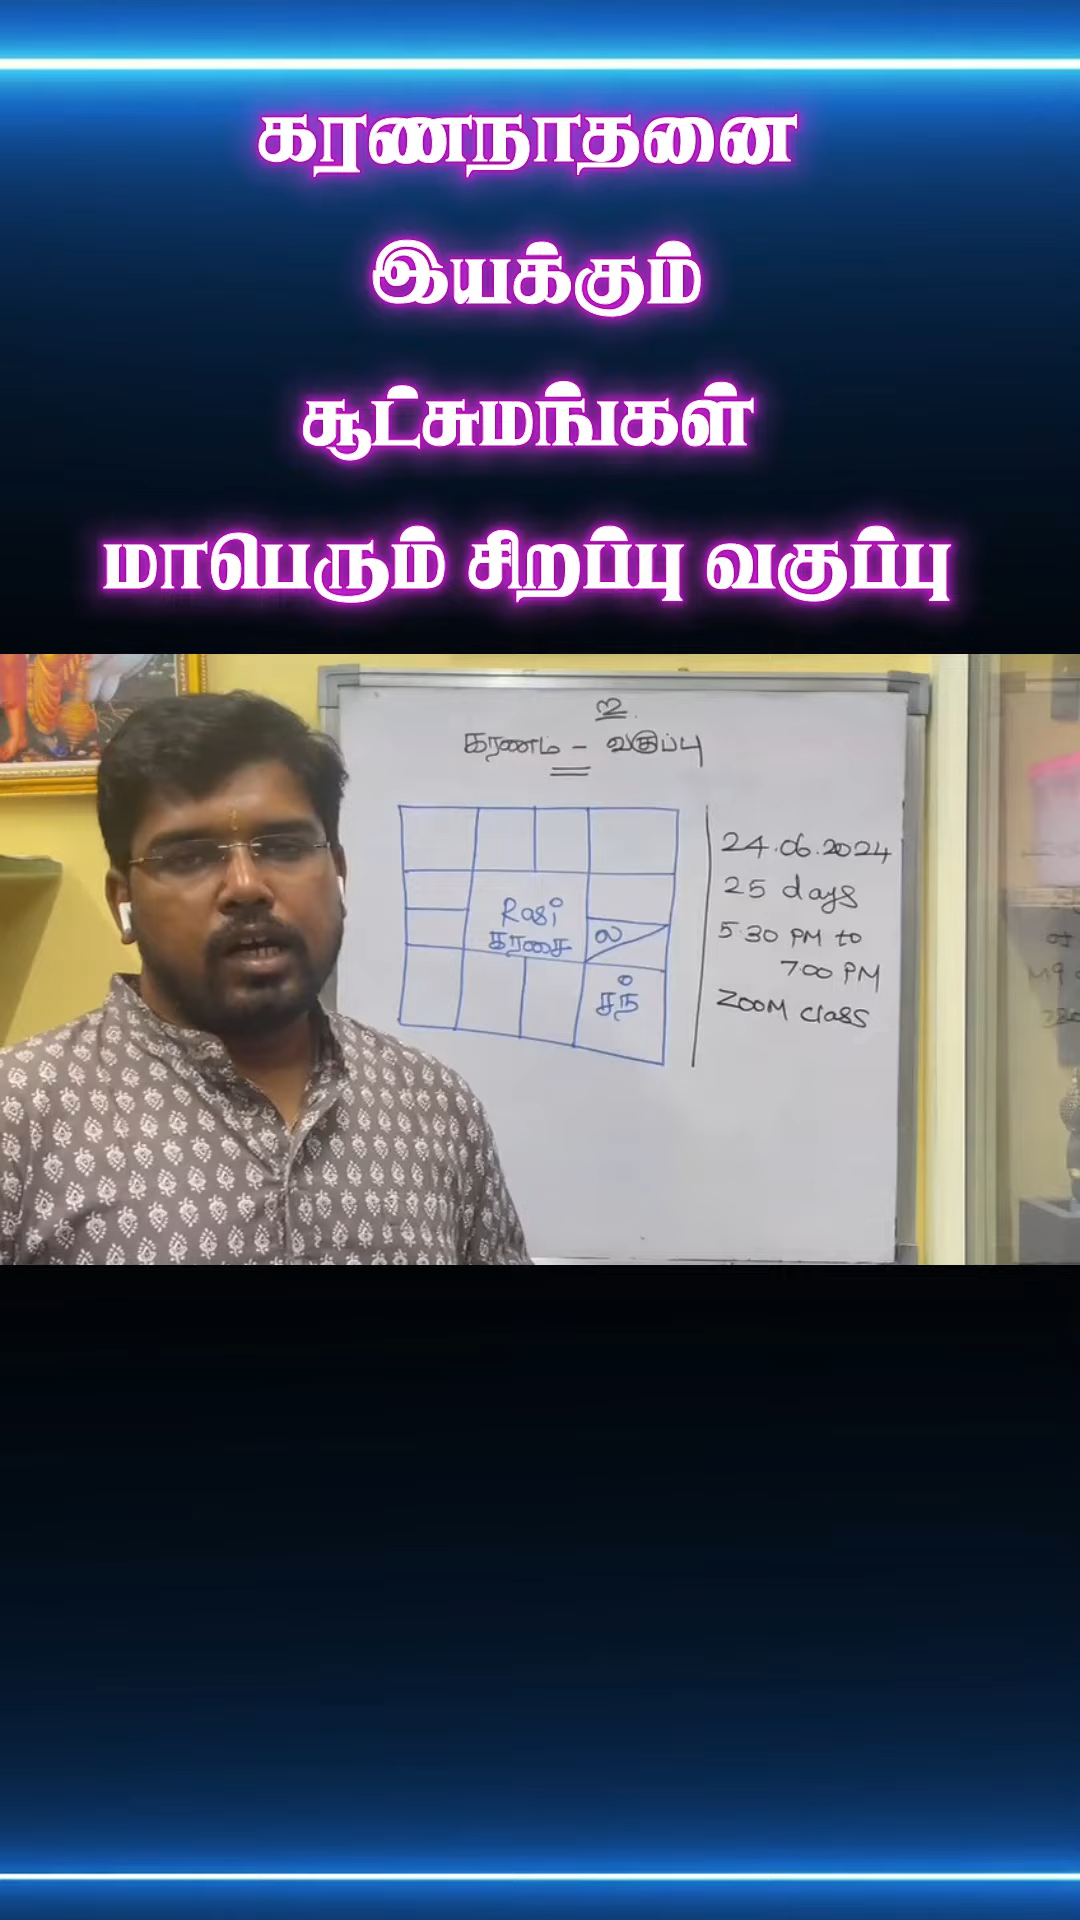 கரணநாதனை
இயக்கும்
சூட்சுமங்கள்
மாபெரும் சிறப்பு வகுப்பு
உ
கரணம் - வகுப்பு
24.06.2024
25 days
5.30 PM to
7.00 PM
ZOOM class
Rasi
கரசை
ல
சந்